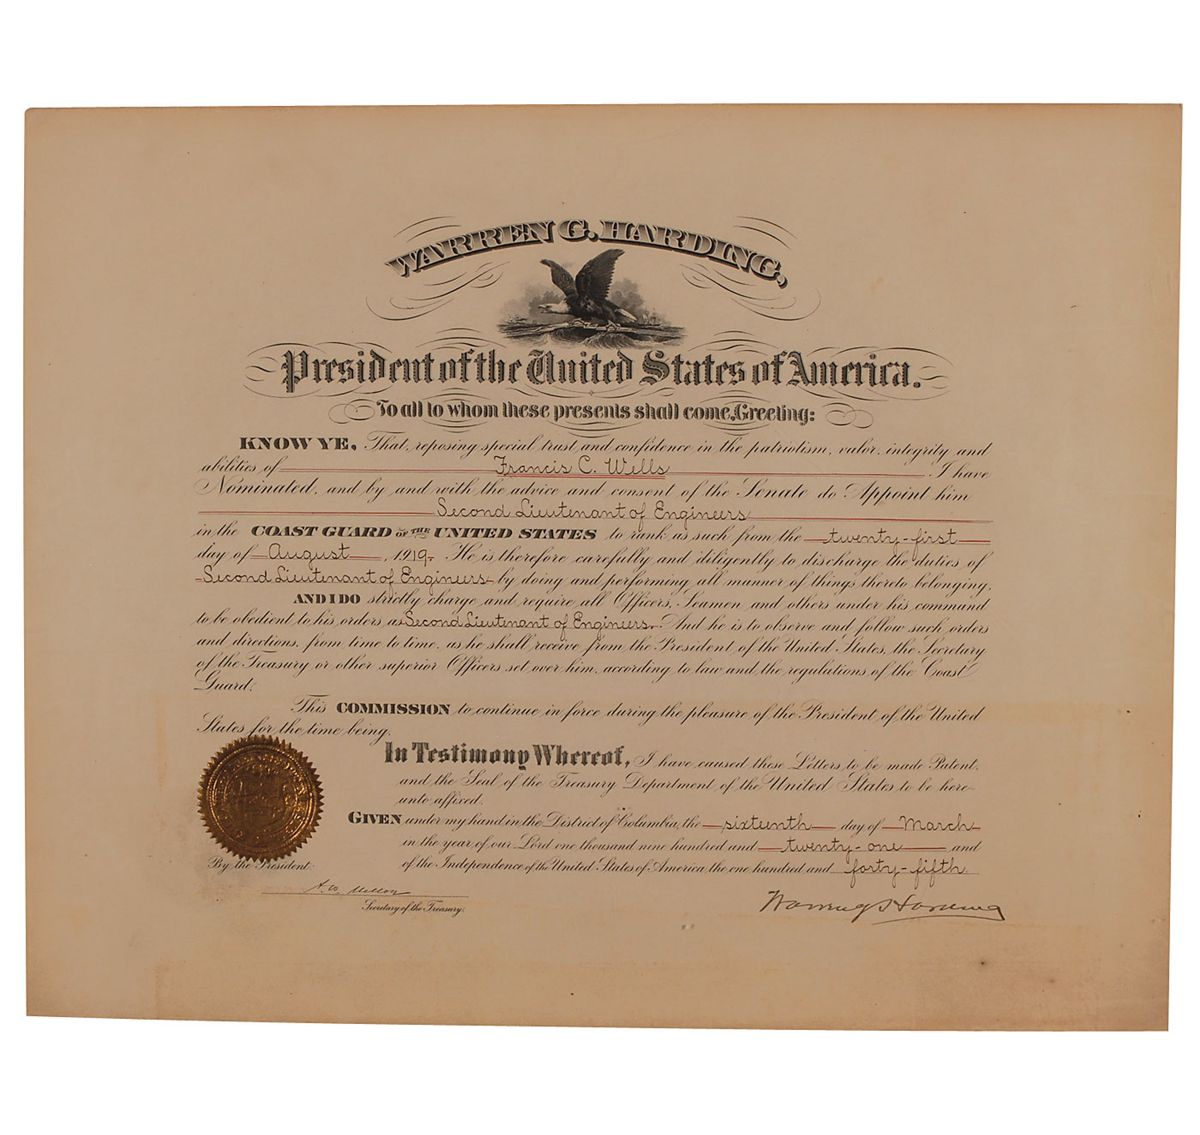 WARREN G. HARDING,
President of the United States of America.
To all to whom these presents shall come, Greeting:
KNOW YE, That, reposing special trust and confidence in the patriotism, valor, integrity and
abilities of Francis C. Wells I have
Nominated, and by and with the advice and consent of the Senate do Appoint him
Second Lieutenant of Engineers
in the COAST GUARD OF THE UNITED STATES to rank as such from the twenty-first
day of August, 1919. He is therefore carefully and diligently to discharge the duties of
Second Lieutenant of Engineers by doing and performing all manner of things thereto belonging.
AND I DO strictly charge and require all Officers, Seamen and others under his command
to be obedient to his orders as Second Lieutenant of Engineers. And he is to observe and follow such orders
and directions, from time to time, as he shall receive from the President of the United States, the Secretary
of the Treasury or other superior Officers set over him, according to law and the regulations of the Coast
Guard.
This COMMISSION to continue in force during the pleasure of the President of the United
States for the time being.
In Testimony Whereof, I have caused these Letters to be made Patent,
and the Seal of the Treasury Department of the United States to be here-
unto affixed.
GIVEN under my hand in the District of Columbia, the sixteenth day of March
in the year of our Lord one thousand nine hundred and twenty-one and
of the Independence of the United States of America, the one hundred and forty-fifth
By the President:
A. W. Mellon
Secretary of the Treasury.
Warren G Harding